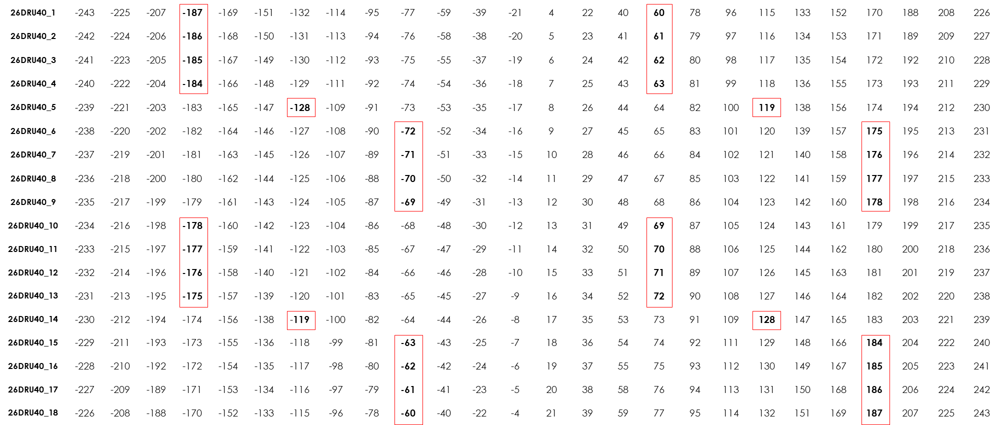 26DRU40_1 -243 -225 -207 -187 -169 -151 -132 -114 -95 -77 -59 -39 -21 4 22 40 60 78 96 115 133 152 170 188 208 226
26DRU40_2 -242 -224 -206 -186 -168 -150 -131 -113 -94 -76 -58 -38 -20 5 23 41 61 79 97 116 134 153 171 189 209 227
26DRU40_3 -241 -223 -205 -185 -167 -149 -130 -112 -93 -75 -55 -37 -19 6 24 42 62 80 98 117 135 154 172 192 210 228
26DRU40_4 -240 -222 -204 -184 -166 -148 -129 -111 -92 -74 -54 -36 -18 7 25 43 63 81 99 118 136 155 173 193 211 229
26DRU40_5 -239 -221 -203 -183 -165 -147 -128 -109 -91 -73 -53 -35 -17 8 26 44 64 82 100 119 138 156 174 194 212 230
26DRU40_6 -238 -220 -202 -182 -164 -146 -127 -108 -90 -72 -52 -34 -16 9 27 45 65 83 101 120 139 157 175 195 213 231
26DRU40_7 -237 -219 -201 -181 -163 -145 -126 -107 -89 -71 -51 -33 -15 10 28 46 66 84 102 121 140 158 176 196 214 232
26DRU40_8 -236 -218 -200 -180 -162 -144 -125 -106 -88 -70 -50 -32 -14 11 29 47 67 85 103 122 141 159 177 197 215 233
26DRU40_9 -235 -217 -199 -179 -161 -143 -124 -105 -87 -69 -49 -31 -13 12 30 48 68 86 104 123 142 160 178 198 216 234
26DRU40_10 -234 -216 -198 -178 -160 -142 -123 -104 -86 -68 -48 -30 -12 13 31 49 69 87 105 124 143 161 179 199 217 235
26DRU40_11 -233 -215 -197 -177 -159 -141 -122 -103 -85 -67 -47 -29 -11 14 32 50 70 88 106 125 144 162 180 200 218 236
26DRU40_12 -232 -214 -196 -176 -158 -140 -121 -102 -84 -66 -46 -28 -10 15 33 51 71 89 107 126 145 163 181 201 219 237
26DRU40_13 -231 -213 -195 -175 -157 -139 -120 -101 -83 -65 -45 -27 -9 16 34 52 72 90 108 127 146 164 182 202 220 238
26DRU40_14 -230 -212 -194 -174 -156 -138 -119 -100 -82 -64 -44 -26 -8 17 35 53 73 91 109 128 147 165 183 203 221 239
26DRU40_15 -229 -211 -193 -173 -155 -136 -118 -99 -81 -63 -43 -25 -7 18 36 54 74 92 111 129 148 166 184 204 222 240
26DRU40_16 -228 -210 -192 -172 -154 -135 -117 -98 -80 -62 -42 -24 -6 19 37 55 75 93 112 130 149 167 185 205 223 241
26DRU40_17 -227 -209 -189 -171 -153 -134 -116 -97 -79 -61 -41 -23 -5 20 38 58 76 94 113 131 150 168 186 206 224 242
26DRU40_18 -226 -208 -188 -170 -152 -133 -115 -96 -78 -60 -40 -22 -4 21 39 59 77 95 114 132 151 169 187 207 225 243